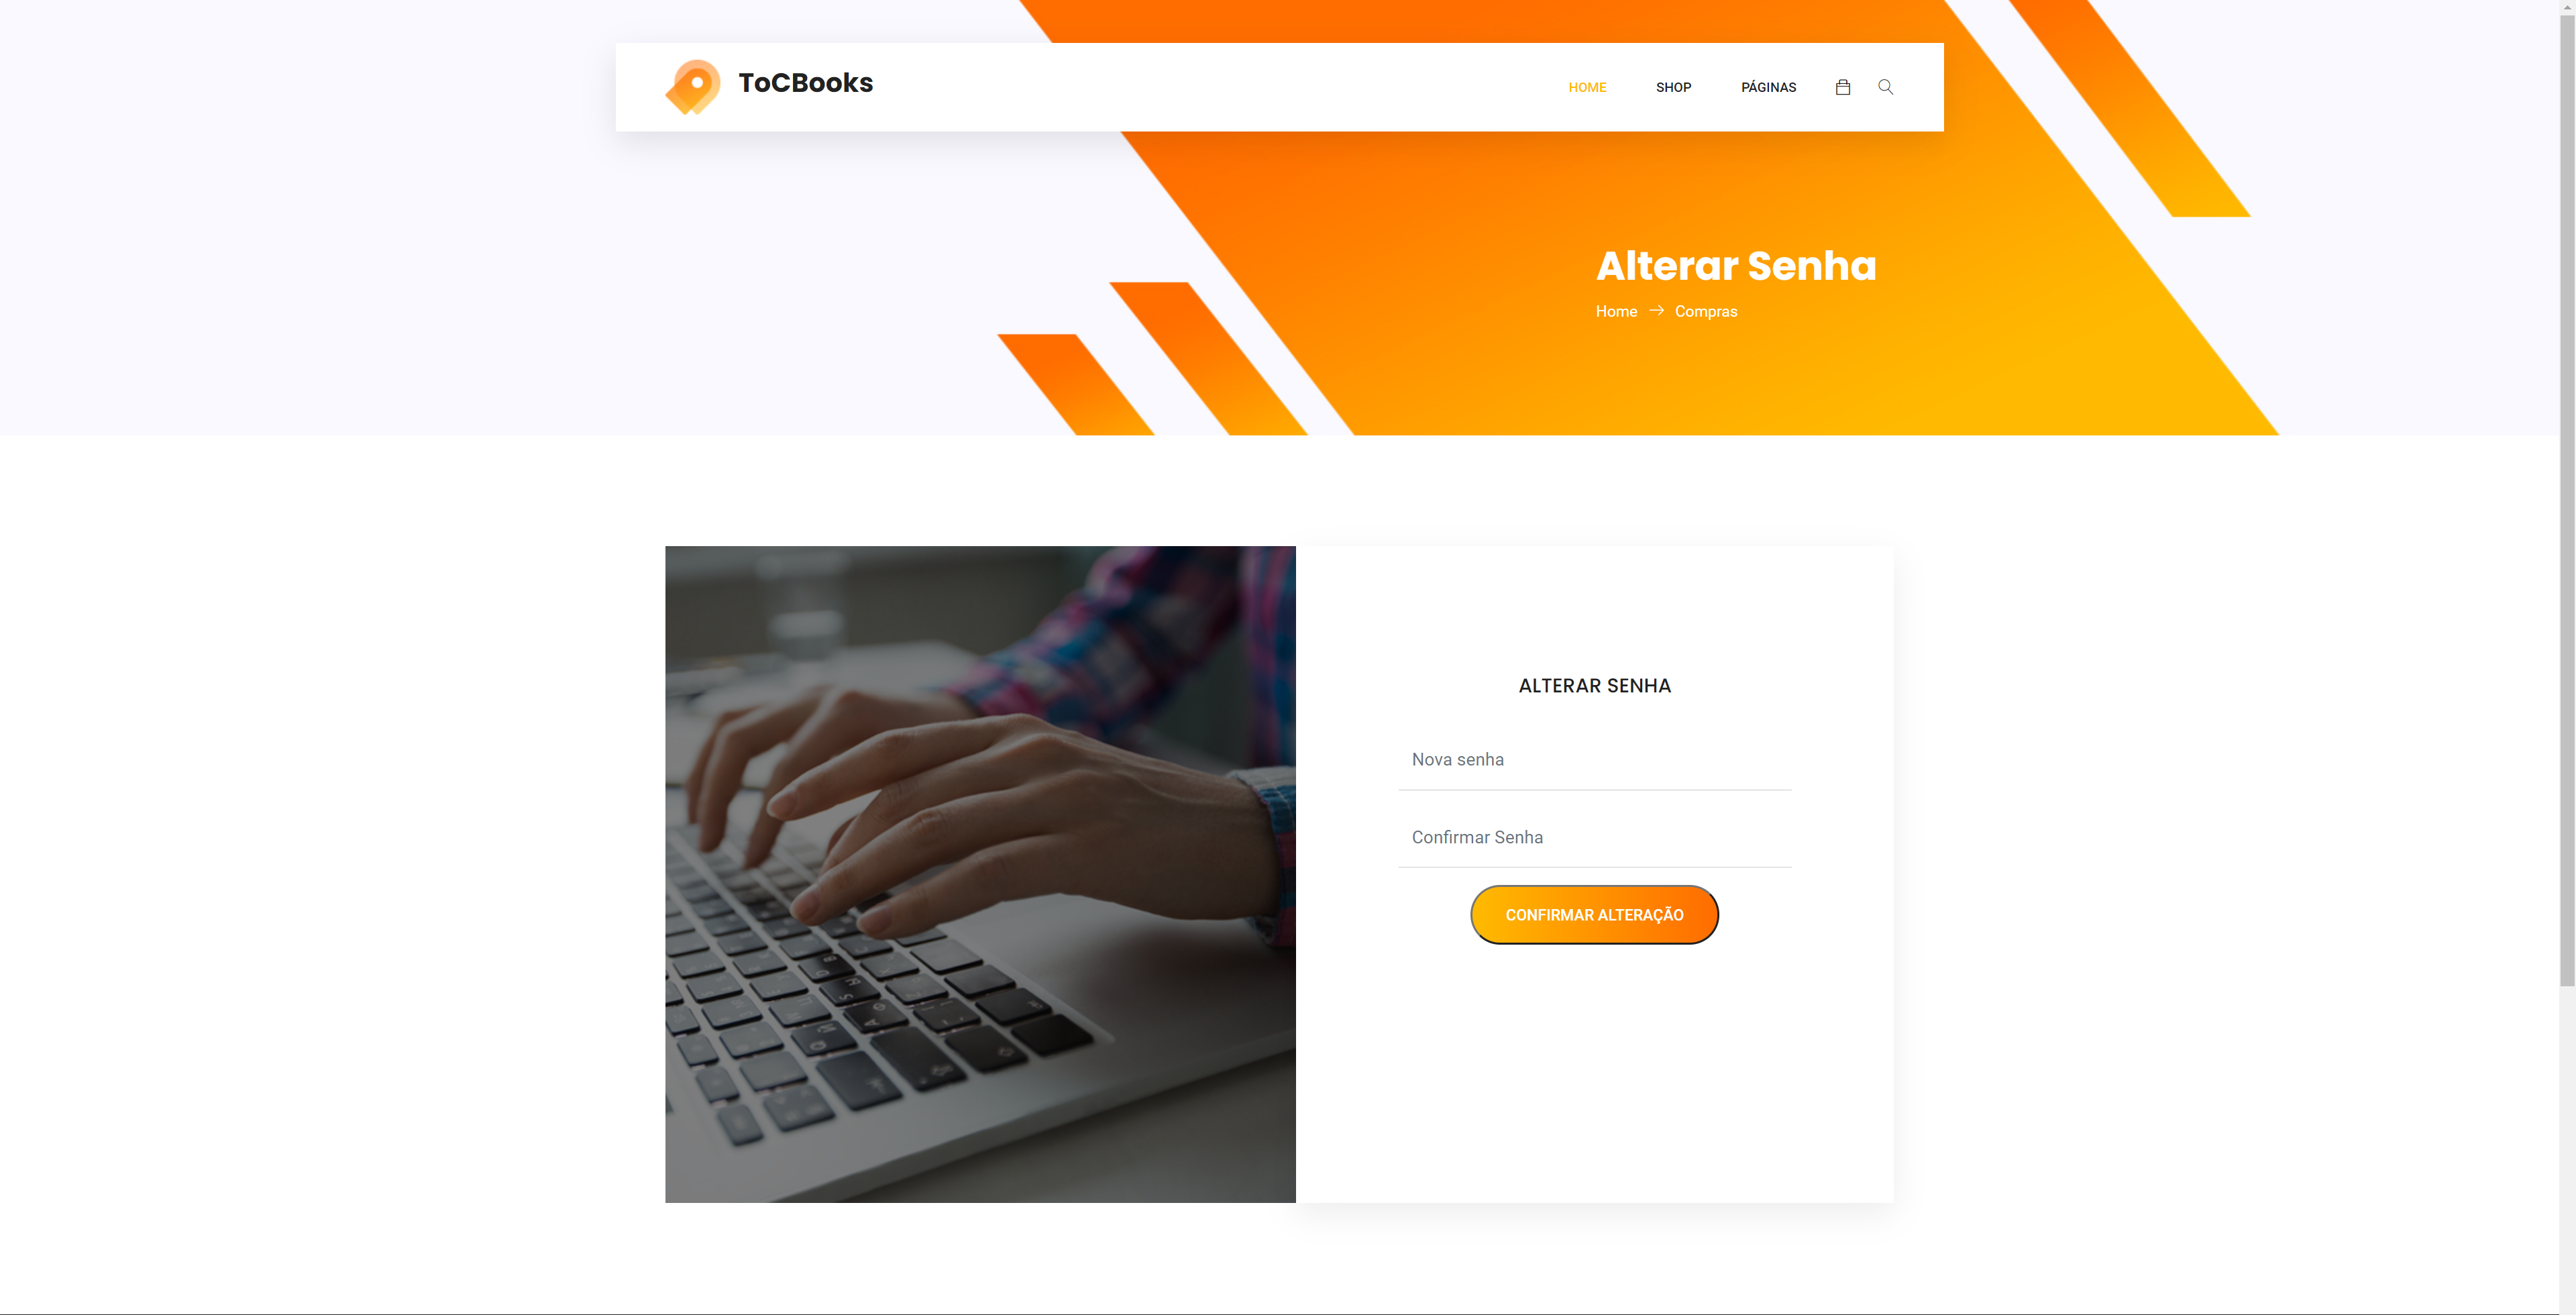 ToCBooks
HOME SHOP PÁGINAS
Alterar Senha
Home → Compras
ALTERAR SENHA
Nova senha
Confirmar Senha
CONFIRMAR ALTERAÇÃO